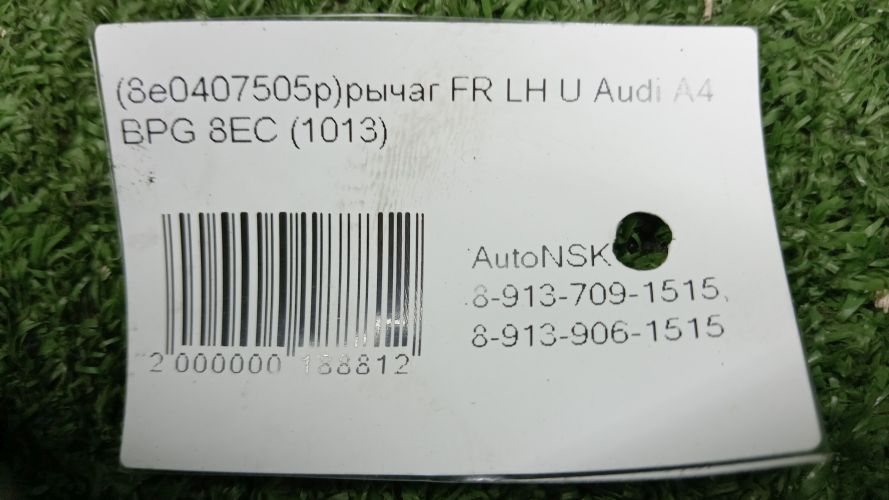 (8e0407505p)рычаг FR LH U Audi A4
BPG 8EC (1013)
AutoNSK
8-913-709-1515,
8-913-906-1515
2 000000 188812